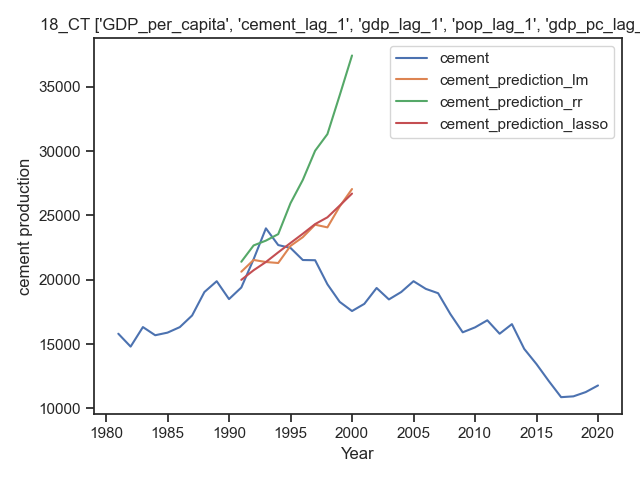 18_CT ['GDP_per_capita', 'cement_lag_1', 'gdp_lag_1', 'pop_lag_1', 'gdp_pc_lag_
cement
cement_prediction_lm
cement_prediction_rr
cement_prediction_lasso
cement production
35000
30000
25000
20000
15000
10000
1980 1985 1990 1995 2000 2005 2010 2015 2020
Year